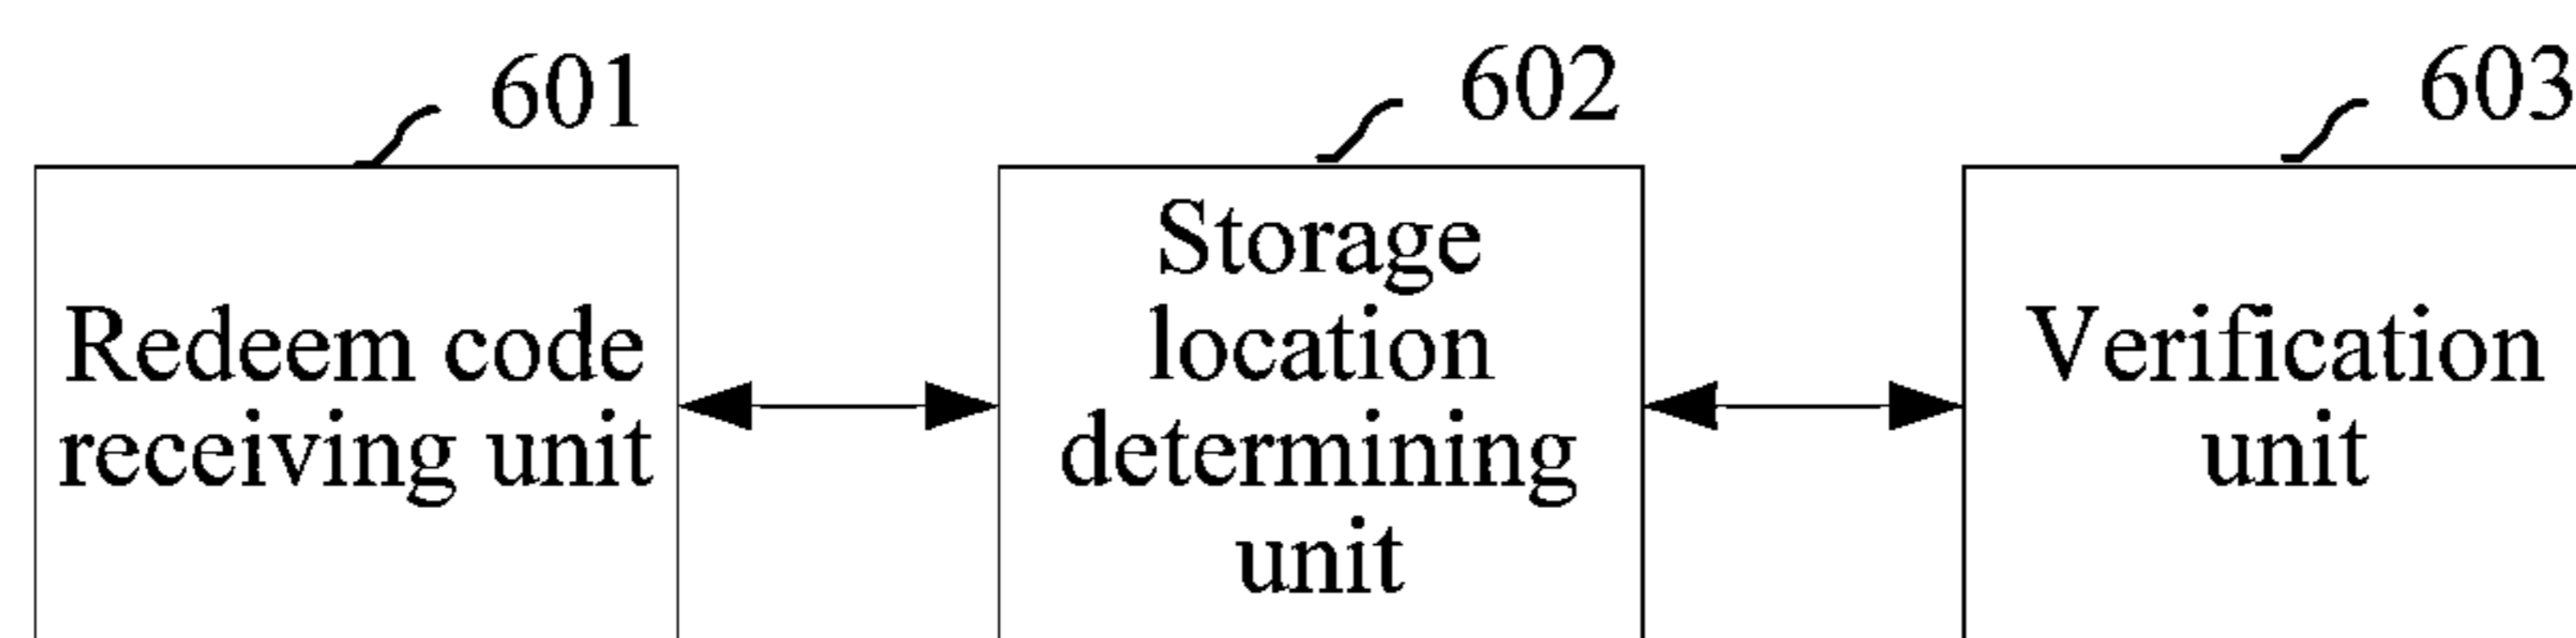 601
602
603
Redeem code
receiving unit
Storage
location
determining
unit
Verification
unit